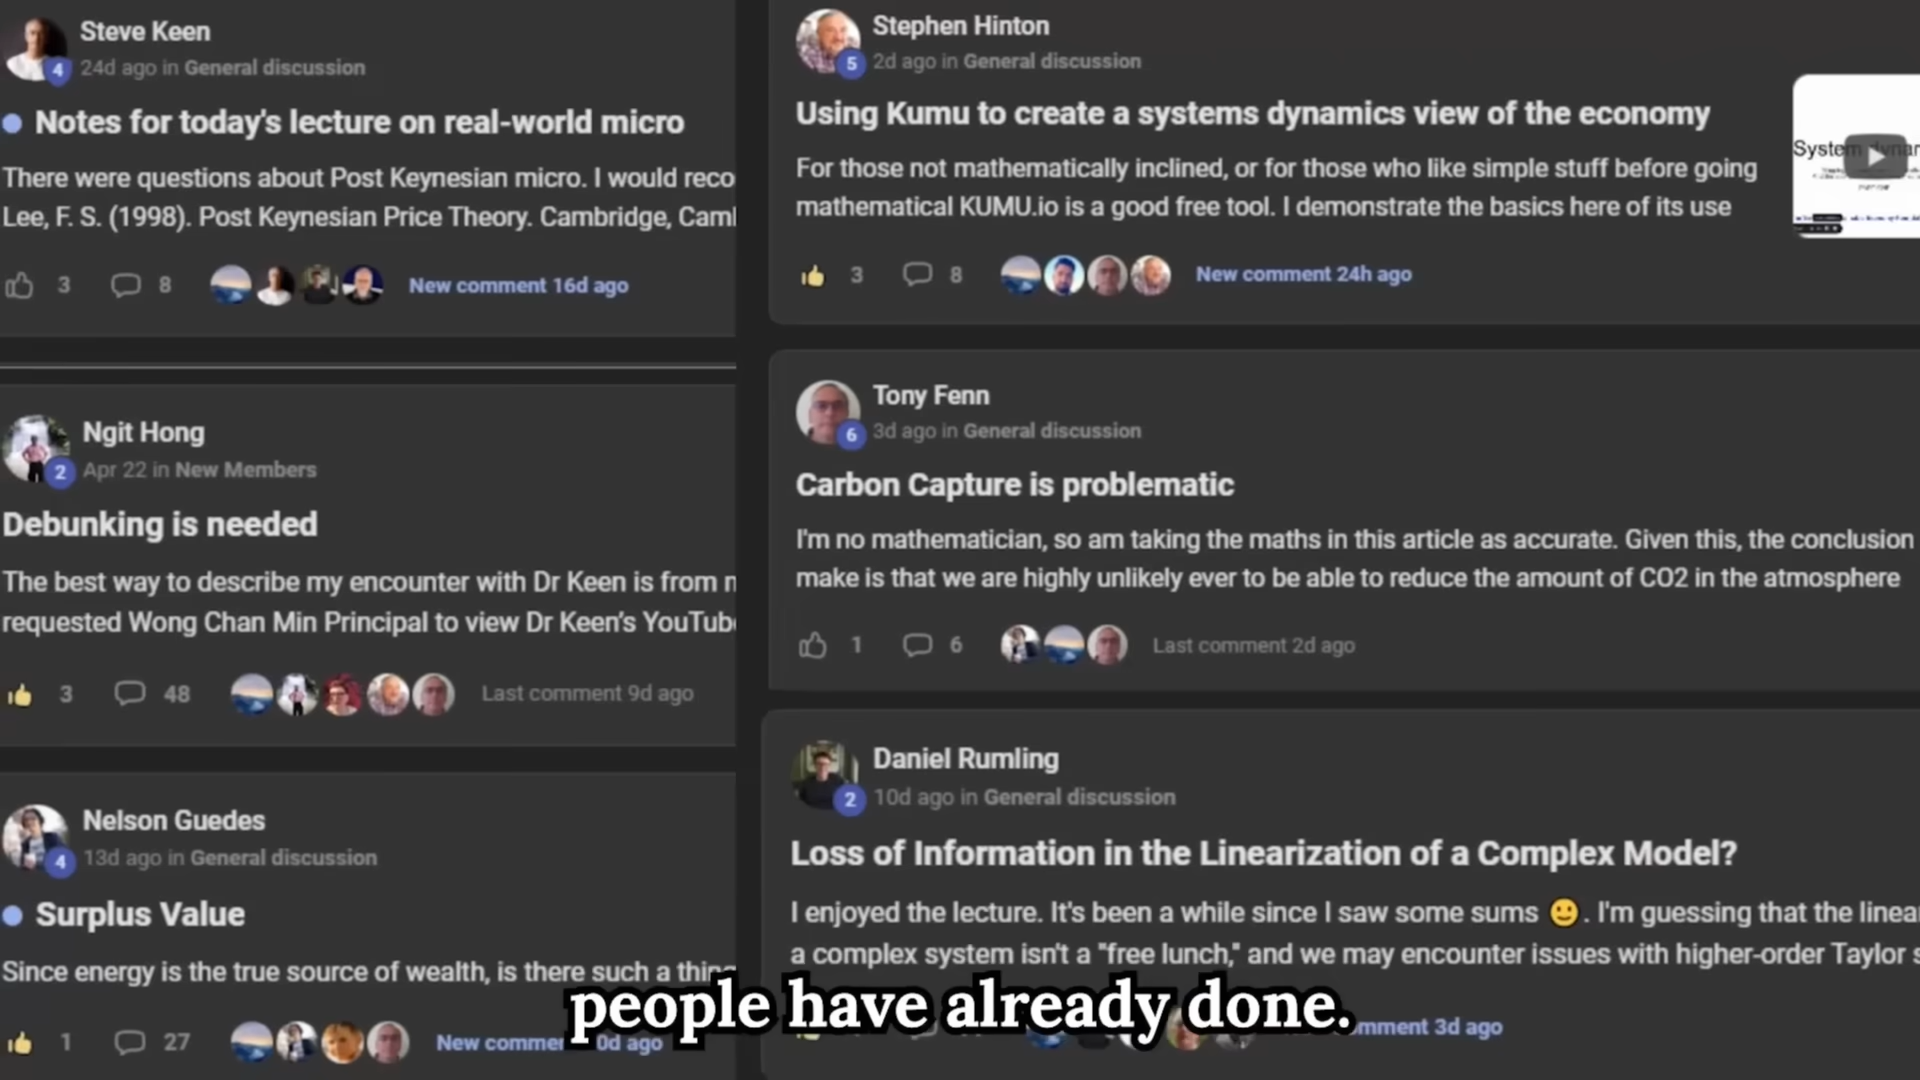 Steve Keen
4
24d ago in General discussion
Notes for today's lecture on real-world micro
There were questions about Post Keynesian micro. I would reco
Lee, F. S. (1998). Post Keynesian Price Theory. Cambridge, Cam
3 8 New comment 16d ago
Ngit Hong
2
Apr 22 in New Members
Debunking is needed
The best way to describe my encounter with Dr Keen is from
requested Wong Chan Min Principal to view Dr Keen's YouTub
3 48 Last comment 9d ago
Nelson Guedes
4
13d ago in General discussion
Surplus Value
Since energy is the true source of wealth, is there such a thing
1 27 New comme 0d ago
Stephen Hinton
5
2d ago in General discussion
Using Kumu to create a systems dynamics view of the economy
For those not mathematically inclined, or for those who like simple stuff before going
mathematical KUMU.io is a good free tool. I demonstrate the basics here of its use
System dynar
3 8 New comment 24h ago
Tony Fenn
6
3d ago in General discussion
Carbon Capture is problematic
I'm no mathematician, so am taking the maths in this article as accurate. Given this, the conclusion
make is that we are highly unlikely ever to be able to reduce the amount of CO2 in the atmosphere
1 6 Last comment 2d ago
Daniel Rumling
2
10d ago in General discussion
Loss of Information in the Linearization of a Complex Model?
I enjoyed the lecture. It's been a while since I saw some sums 🙂. I'm guessing that the linea
a complex system isn't a "free lunch," and we may encounter issues with higher-order Taylor s
mment 3d ago
people have already done.